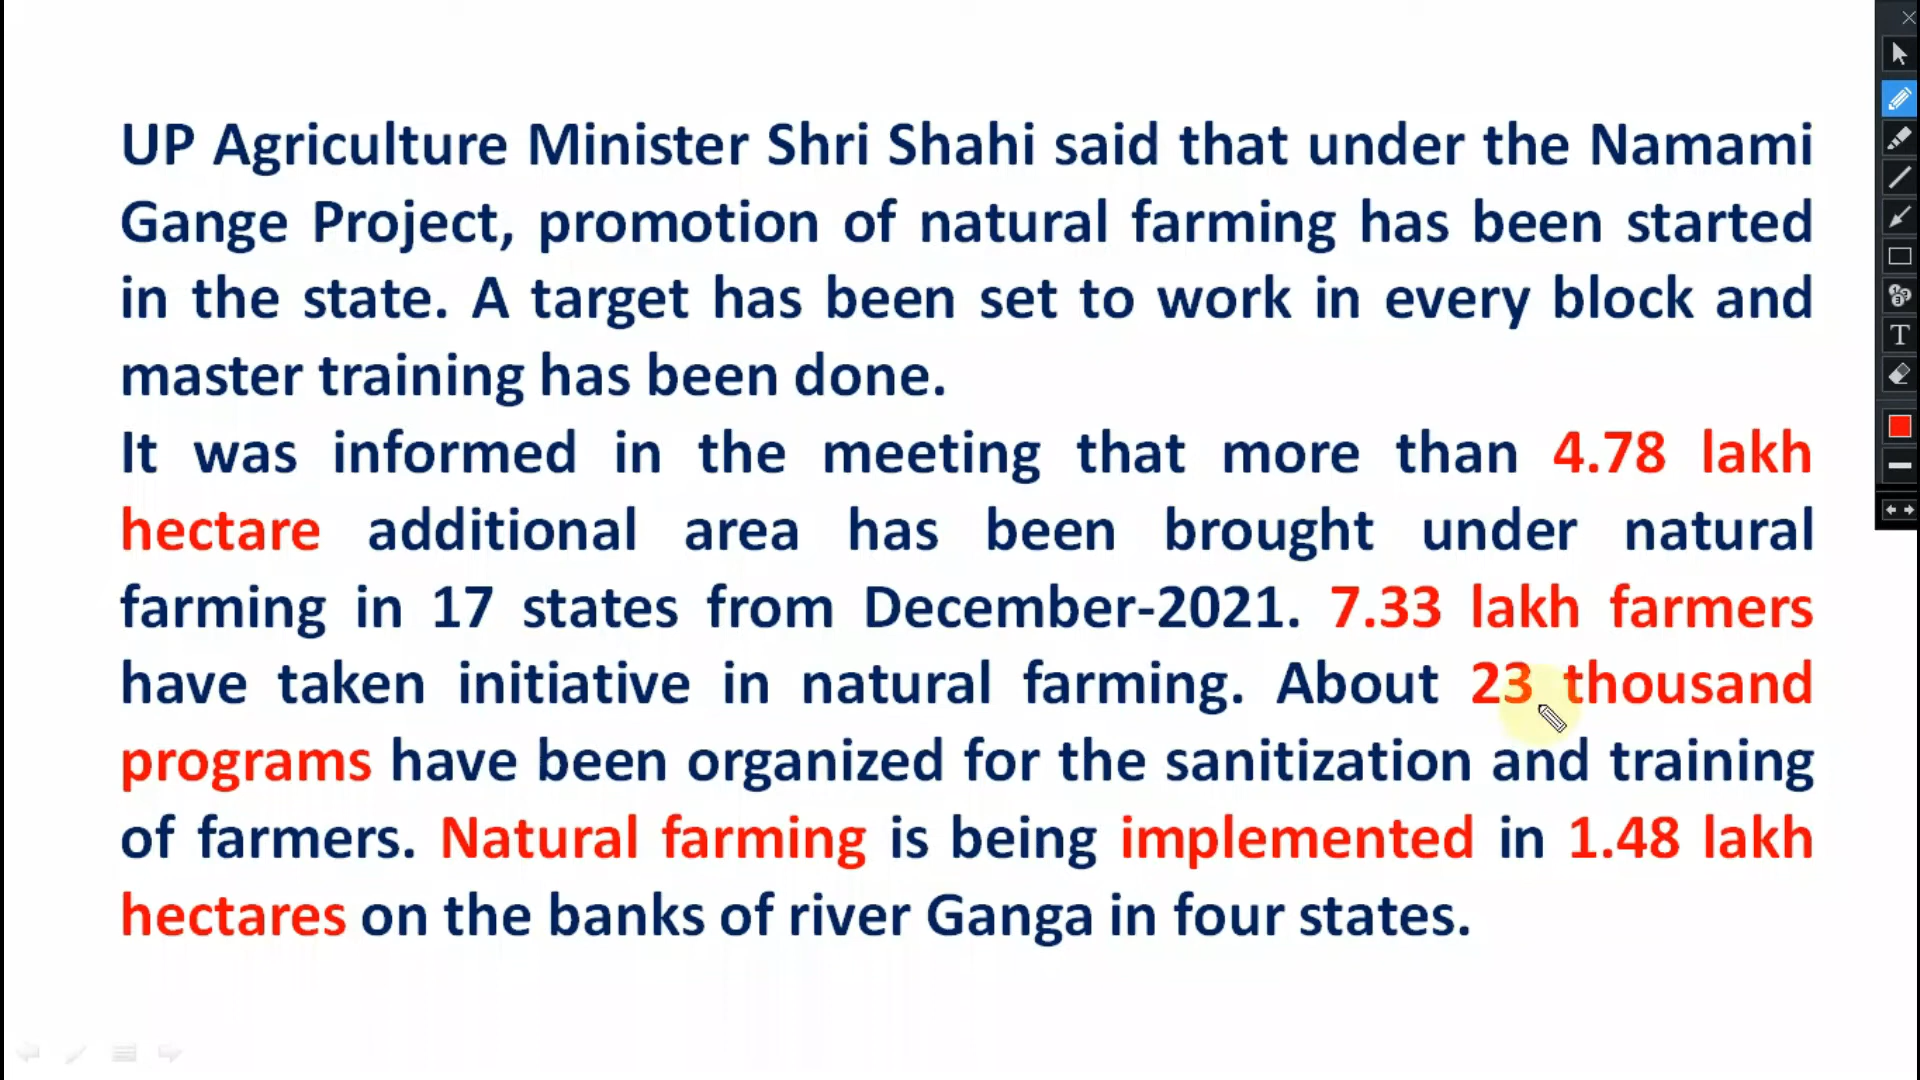 UP Agriculture Minister Shri Shahi said that under the Namami
Gange Project, promotion of natural farming has been started
in the state. A target has been set to work in every block and
master training has been done.
It was informed in the meeting that more than 4.78 lakh
hectare additional area has been brought under natural
farming in 17 states from December-2021. 7.33 lakh farmers
have taken initiative in natural farming. About 23 thousand
programs have been organized for the sanitization and training
of farmers. Natural farming is being implemented in 1.48 lakh
hectares on the banks of river Ganga in four states.